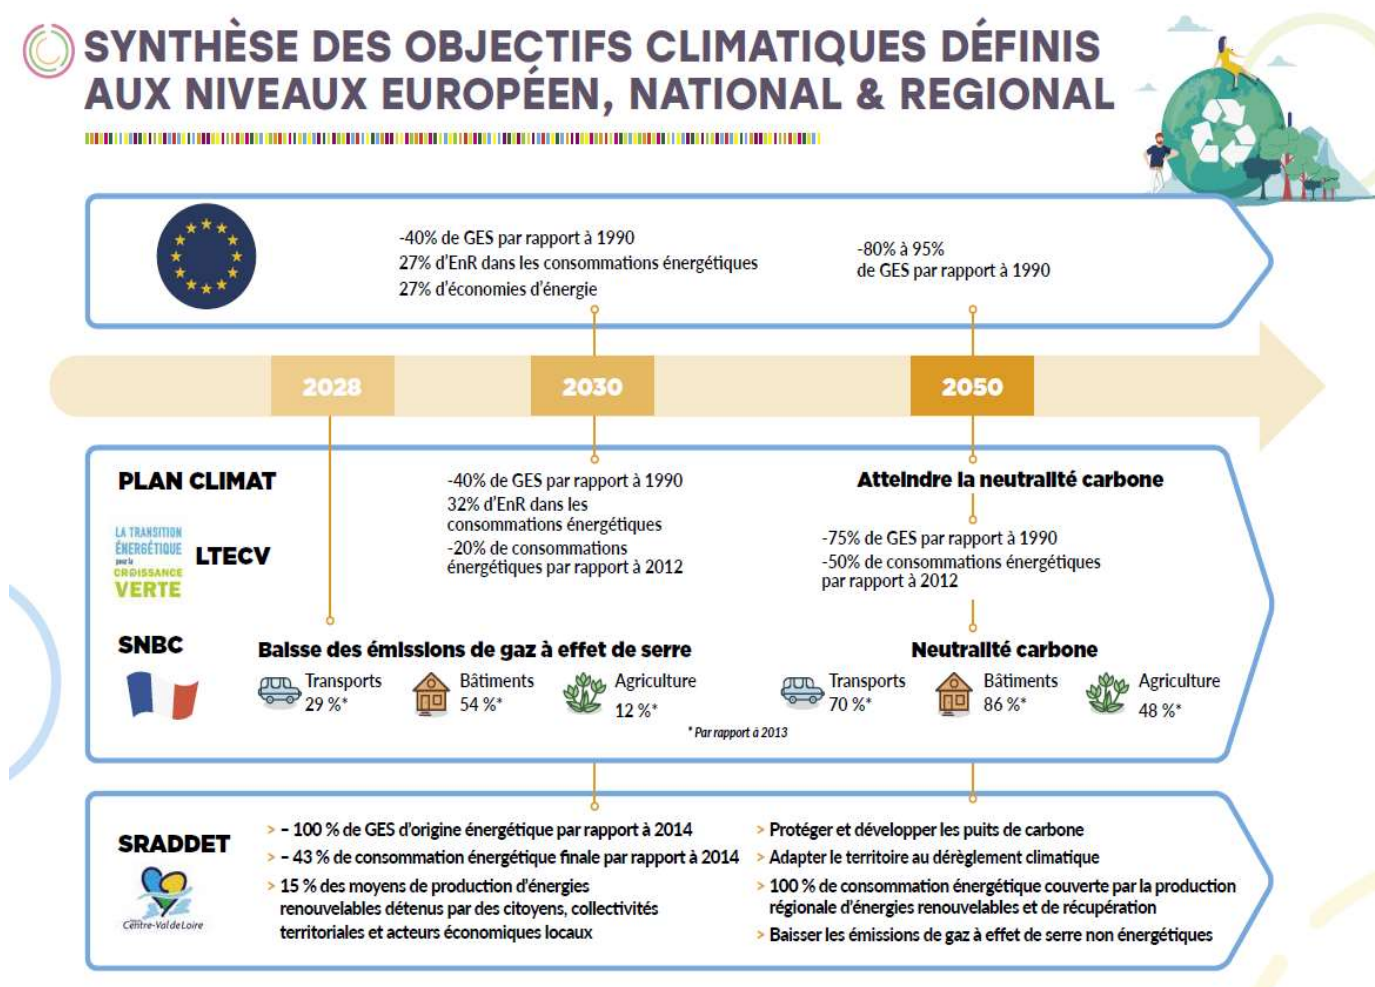 SYNTHÈSE DES OBJECTIFS CLIMATIQUES DÉFINIS
AUX NIVEAUX EUROPÉEN, NATIONAL & REGIONAL
-40% de GES par rapport à 1990
27% d'EnR dans les consommations énergétiques
27% d'économies d'énergie
-80% à 95%
de GES par rapport à 1990
2028
2030
2050
PLAN CLIMAT
-40% de GES par rapport à 1990
32% d'EnR dans les
consommations énergétiques
-20% de consommations
énergétiques par rapport à 2012
Atteindre la neutralité carbone
-75% de GES par rapport à 1990
-50% de consommations énergétiques
par rapport à 2012
LA TRANSITION
ÉNERGÉTIQUE
pour la
CROISSANCE
VERTE
LTECV
SNBC
Baisse des émissions de gaz à effet de serre
Transports
29 %*
Bâtiments
54 %*
Agriculture
12 %*
Neutralité carbone
Transports
70 %*
Bâtiments
86 %*
Agriculture
48 %*
* Par rapport à 2013
SRADDET
Centre-Val de Loire
> – 100 % de GES d'origine énergétique par rapport à 2014
> – 43 % de consommation énergétique finale par rapport à 2014
> 15 % des moyens de production d'énergies
renouvelables détenus par des citoyens, collectivités
territoriales et acteurs économiques locaux
> Protéger et développer les puits de carbone
> Adapter le territoire au dérèglement climatique
> 100 % de consommation énergétique couverte par la production
régionale d'énergies renouvelables et de récupération
> Baisser les émissions de gaz à effet de serre non énergétiques